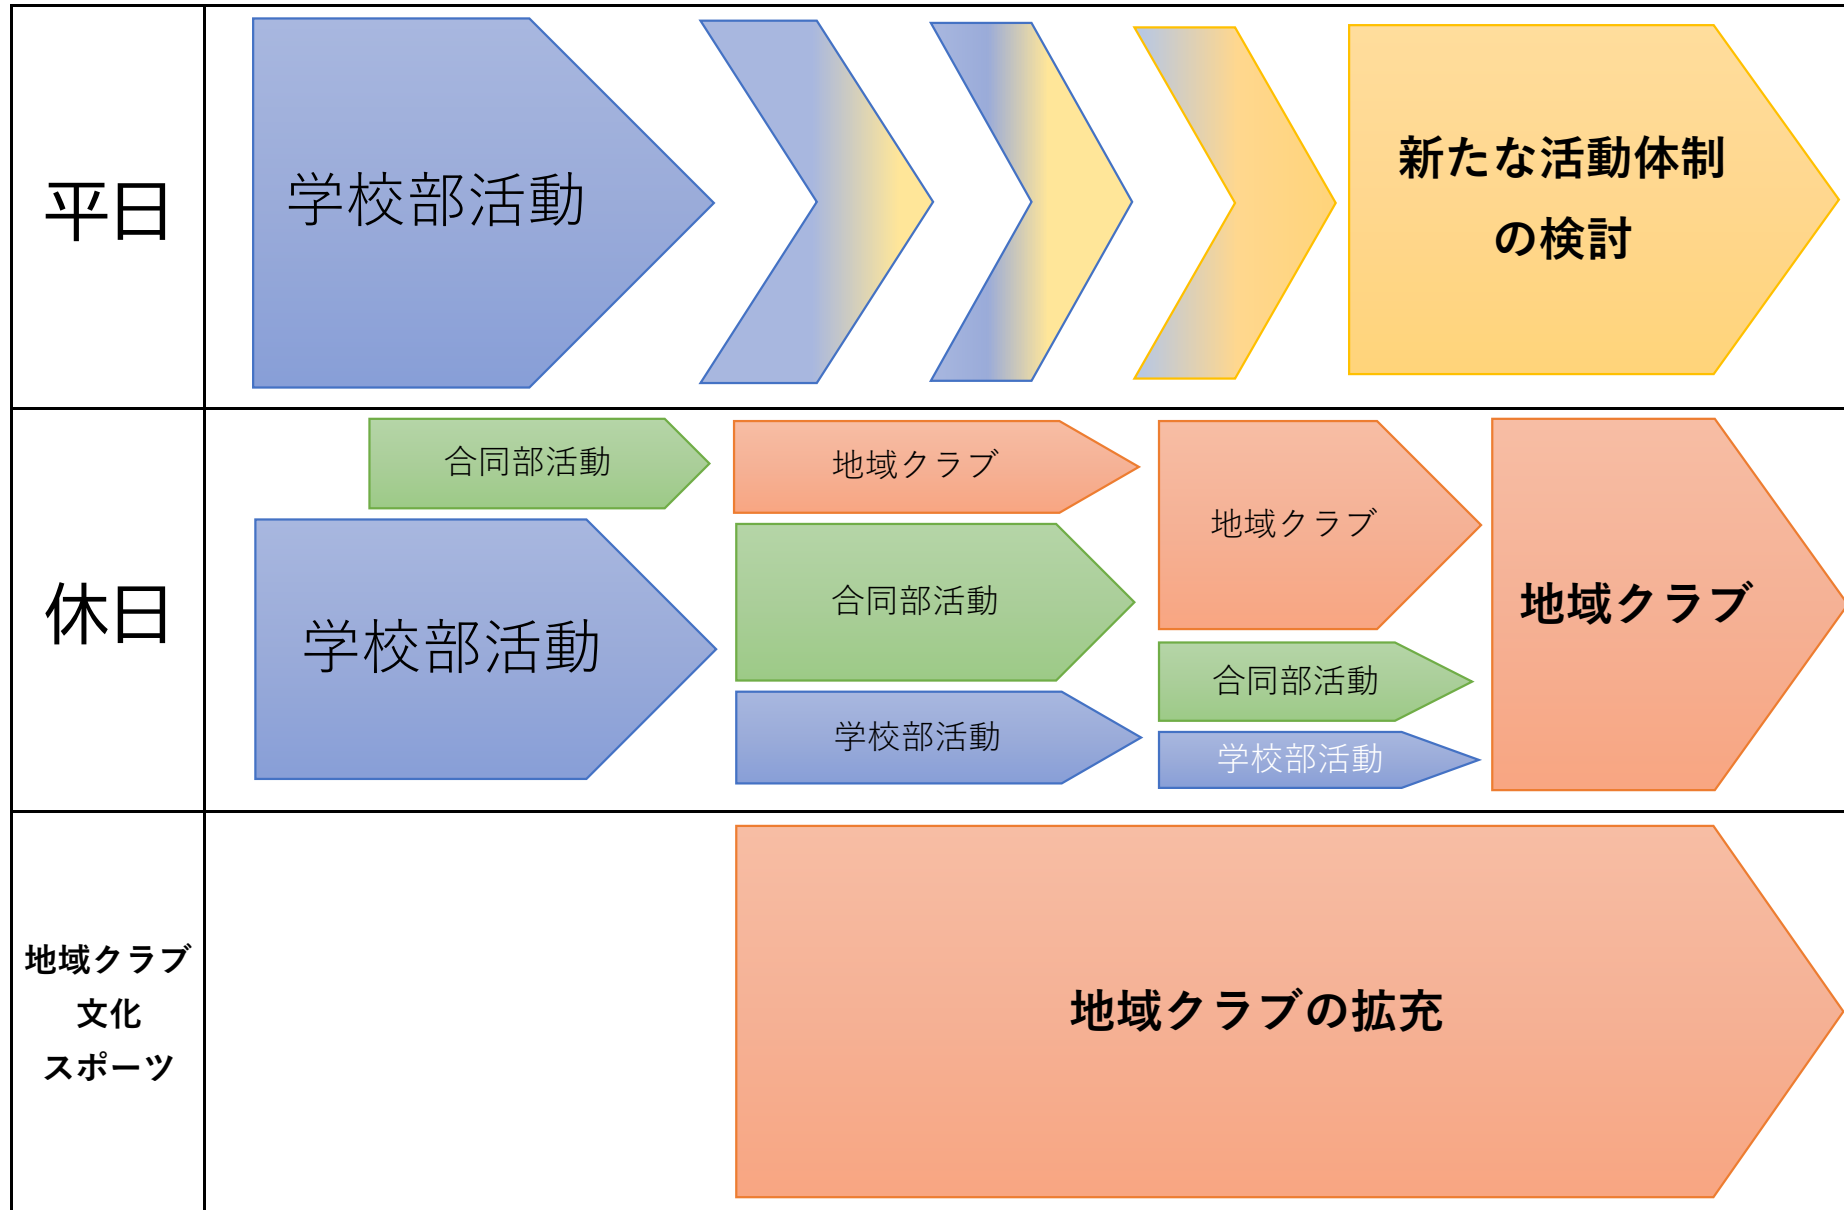 平日
学校部活動
新たな活動体制
の検討
休日
合同部活動
学校部活動
地域クラブ
合同部活動
学校部活動
地域クラブ
合同部活動
学校部活動
地域クラブ
地域クラブ
文化
スポーツ
地域クラブの拡充